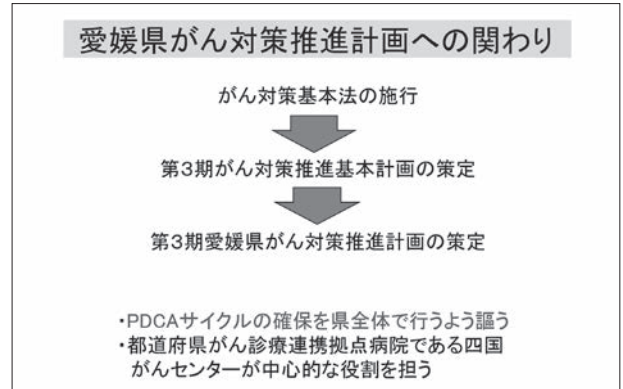 愛媛県がん対策推進計画への関わり
がん対策基本法の施行
第3期がん対策推進基本計画の策定
第3期愛媛県がん対策推進計画の策定
・PDCAサイクルの確保を県全体で行うよう謳う
・都道府県がん診療連携拠点病院である四国
がんセンターが中心的な役割を担う